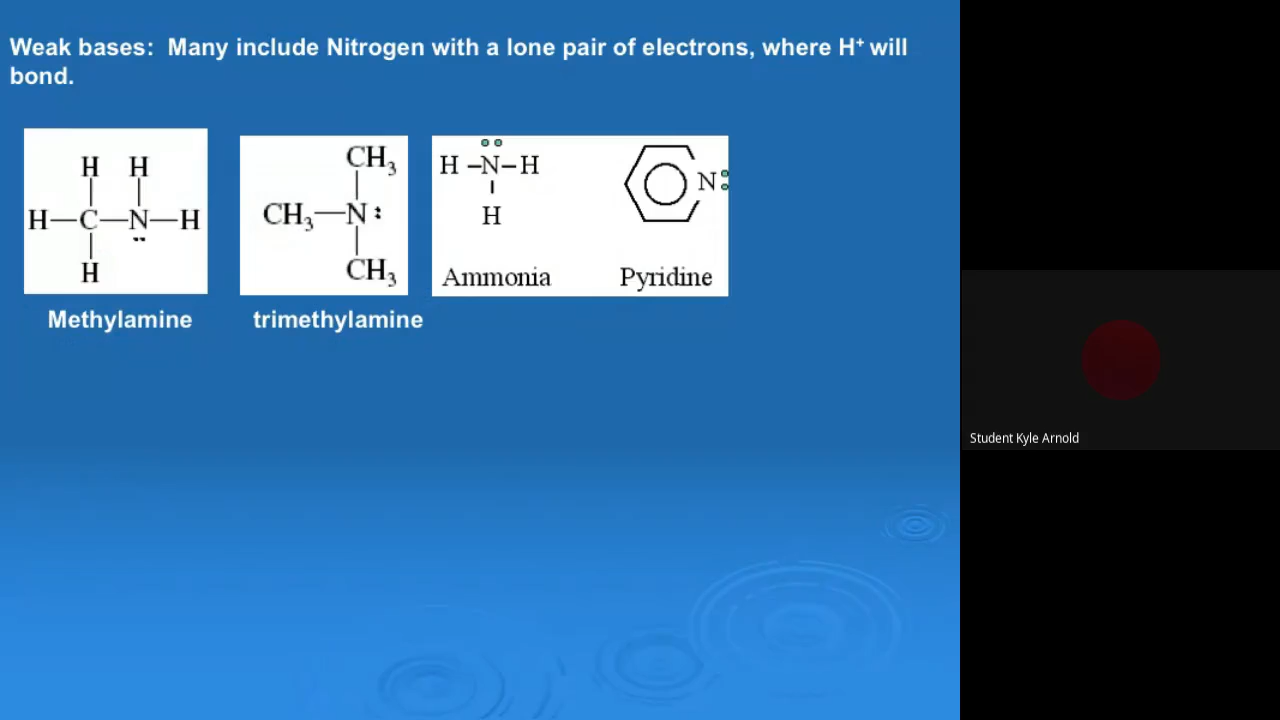 Weak bases: Many include Nitrogen with a lone pair of electrons, where H⁺ will
bond.
H H
H–C–N–H
H
CH₃
CH₃–N:
CH₃
H–N–H
H
Ammonia
N:
Pyridine
Methylamine
trimethylamine
Student Kyle Arnold